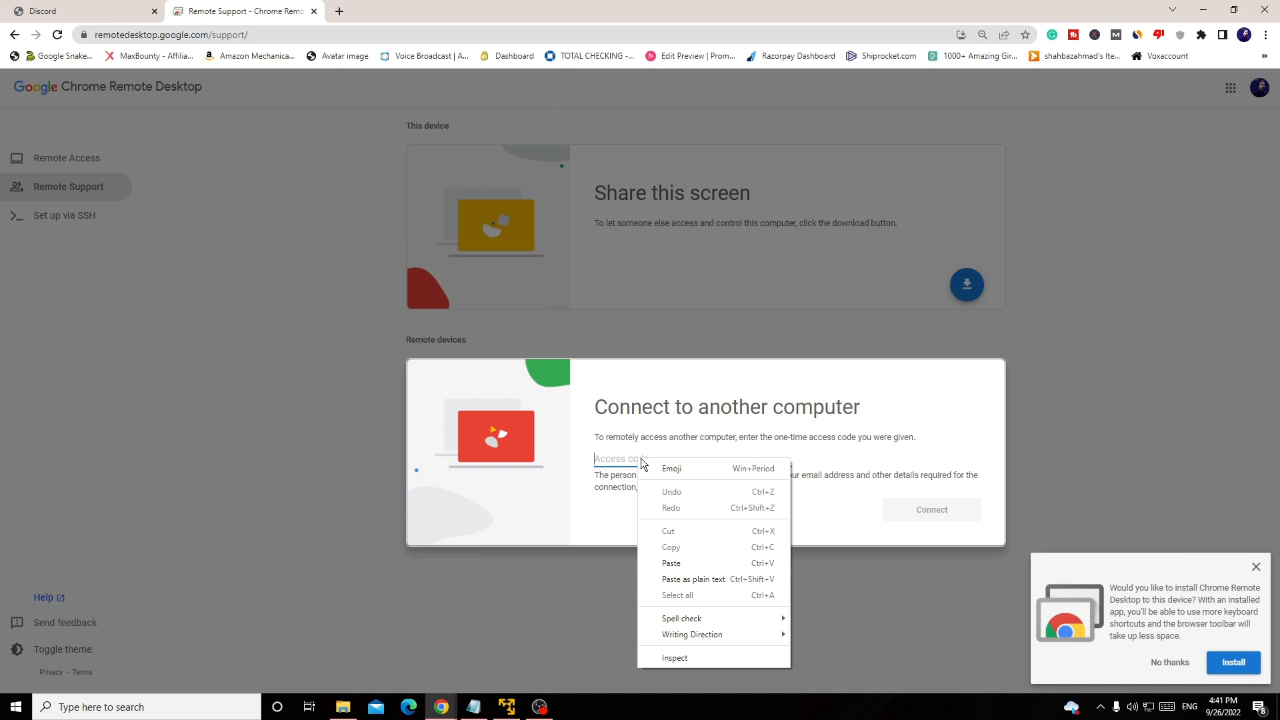 Discord
Remote Support - Chrome Remo
remotedesktop.google.com/support/
Google Snake...
MaxBounty - Affilia...
Amazon Mechanica...
Avatar image
Voice Broadcast | A...
Dashboard
TOTAL CHECKING -...
Edit Preview | Prom...
Razorpay Dashboard
Shiprocket.com
1000+ Amazing Gir...
shahbazahmad's Ite...
Voxaccount
»
Google Chrome Remote Desktop
This device
Remote Access
Remote Support
Set up via SSH
Share this screen
To let someone else access and control this computer, click the download button.
Remote devices
Connect to another computer
To remotely access another computer, enter the one-time access code you were given.
Access co
The person
our email address and other details required for the
connection,
Connect
Emoji Win+Period
Undo Ctrl+Z
Redo Ctrl+Shift+Z
Cut Ctrl+X
Copy Ctrl+C
Paste Ctrl+V
Paste as plain text Ctrl+Shift+V
Select all Ctrl+A
Spell check
Writing Direction
Inspect
Help
Send feedback
Toggle theme
Privacy - Terms
Would you like to install Chrome Remote
Desktop to this device? With an installed
app, you'll be able to use more keyboard
shortcuts and the browser toolbar will
take up less space.
No thanks
Install
Type here to search
ENG
4:41 PM
9/26/2022
8